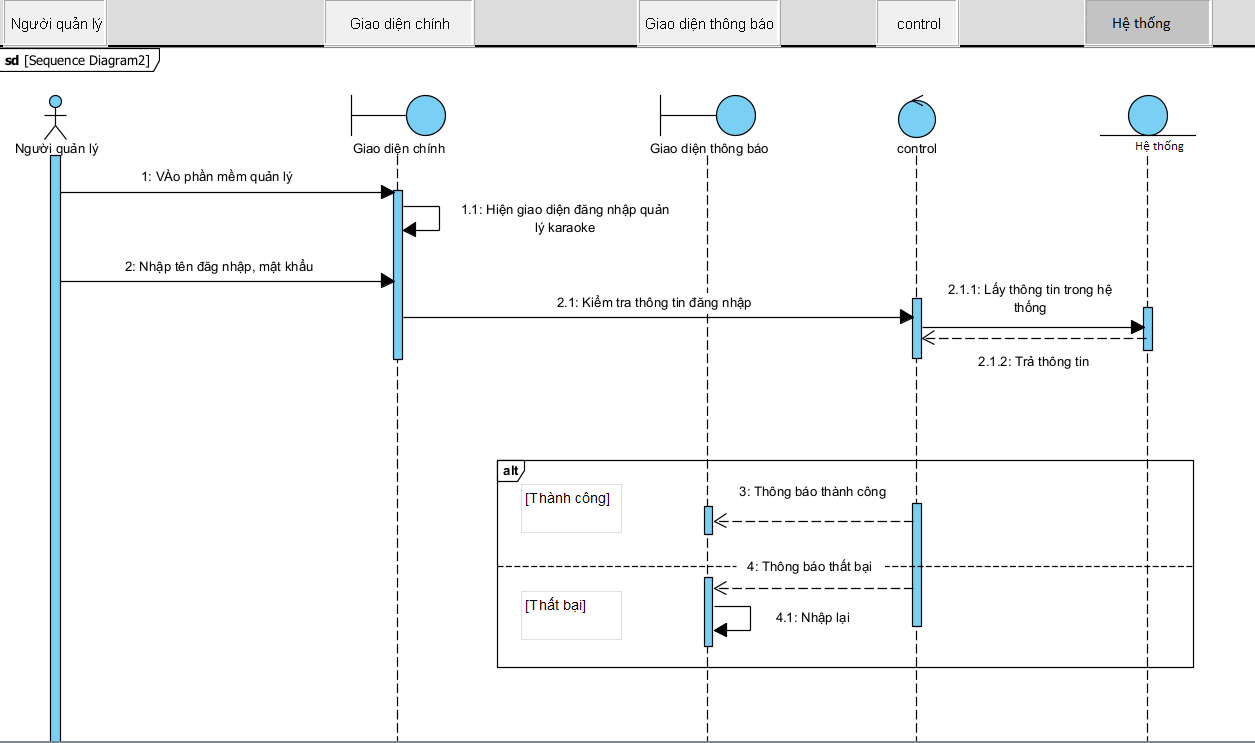 Người quản lý
Giao diện chính
Giao diện thông báo
control
Hệ thống
sd [Sequence Diagram2]
Người quản lý
Giao diện chính
Giao diện thông báo
control
Hệ thống
1: VÀo phần mềm quản lý
1.1: Hiện giao diện đăng nhập quản
lý karaoke
2: Nhập tên đăg nhập, mật khẩu
2.1: Kiểm tra thông tin đăng nhập
2.1.1: Lấy thông tin trong hệ
thống
2.1.2: Trả thông tin
alt
[Thành công]
3: Thông báo thành công
4: Thông báo thất bại
[Thất bại]
4.1: Nhập lại